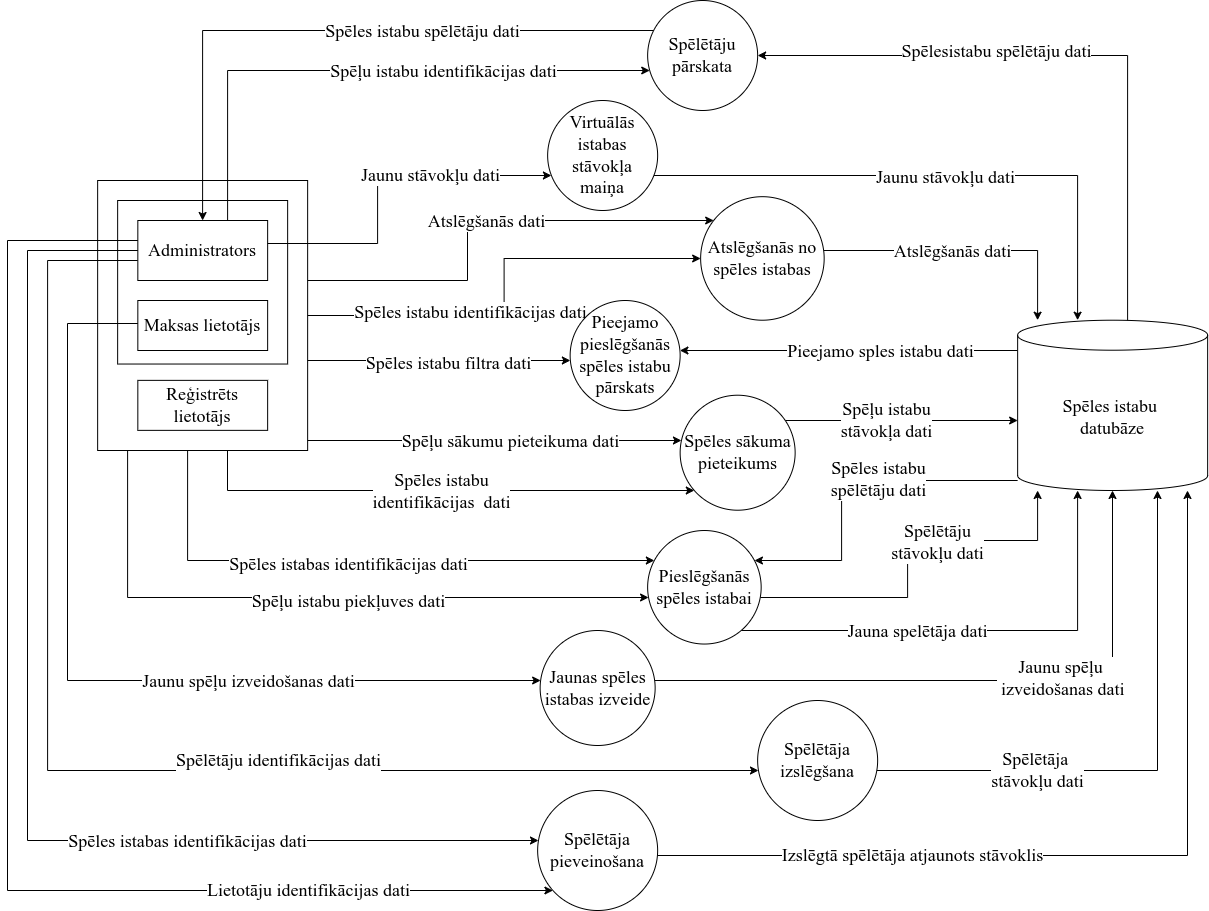 Spēles istabu spēlētāju dati
Spēlētāju
pārskata
Spēlesistabu spēlētāju dati
Spēļu istabu identifikācijas dati
Virtuālās
istabas
stāvokļa
maiņa
Jaunu stāvokļu dati
Jaunu stāvokļu dati
Atslēgšanās dati
Administrators
Atslēgšanās no
spēles istabas
Atslēgšanās dati
Spēles istabu identifikācijas dati
Maksas lietotājs
Pieejamo
pieslēgšanās
spēles istabu
pārskats
Pieejamo sples istabu dati
Spēles istabu filtra dati
Reģistrēts
lietotājs
Spēles istabu
datubāze
Spēļu istabu
stāvokļa dati
Spēļu sākumu pieteikuma dati
Spēles sākuma
pieteikums
Spēles istabu
identifikācijas  dati
Spēles istabu
spēlētāju dati
Spēlētāju
stāvokļu dati
Spēles istabas identifikācijas dati
Pieslēgšanās
spēles istabai
Spēļu istabu piekļuves dati
Jauna spelētāja dati
Jaunu spēļu izveidošanas dati
Jaunas spēles
istabas izveide
Jaunu spēļu
izveidošanas dati
Spēlētāju identifikācijas dati
Spēlētāja
izslēgšana
Spēlētāja
stāvokļu dati
Spēles istabas identifikācijas dati
Spēlētāja
pieveinošana
Izslēgtā spēlētāja atjaunots stāvoklis
Lietotāju identifikācijas dati